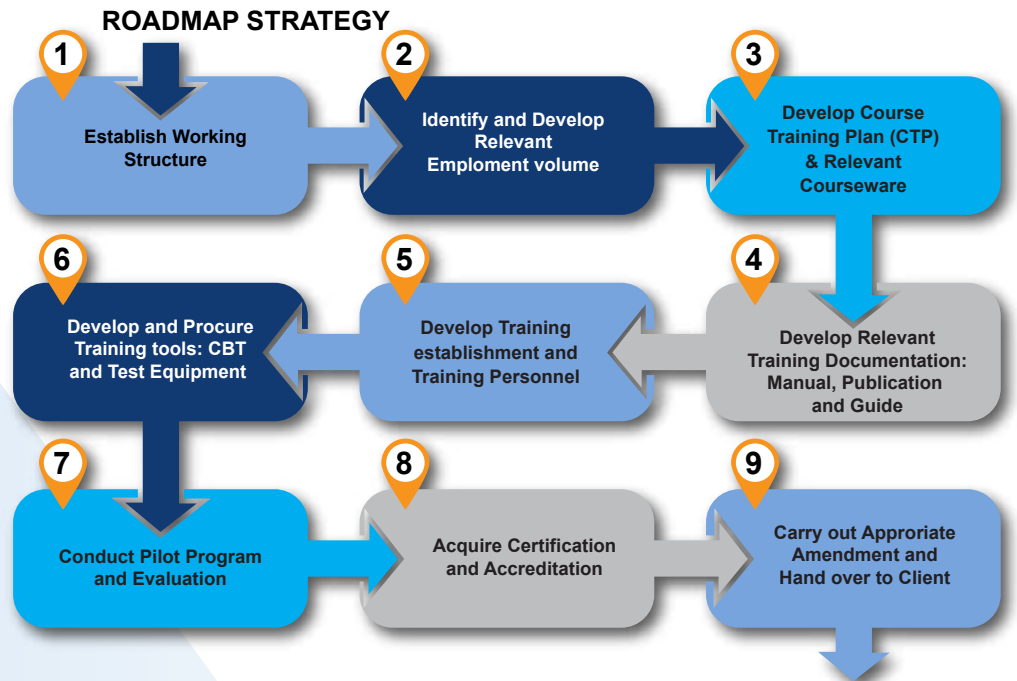 ROADMAP STRATEGY
1
Establish Working
Structure
2
Identify and Develop
Relevant
Emploment volume
3
Develop Course
Training Plan (CTP)
& Relevant
Courseware
4
Develop Relevant
Training Documentation:
Manual, Publication
and Guide
5
Develop Training
establishment and
Training Personnel
6
Develop and Procure
Training tools: CBT
and Test Equipment
7
Conduct Pilot Program
and Evaluation
8
Acquire Certification
and Accreditation
9
Carry out Approriate
Amendment and
Hand over to Client